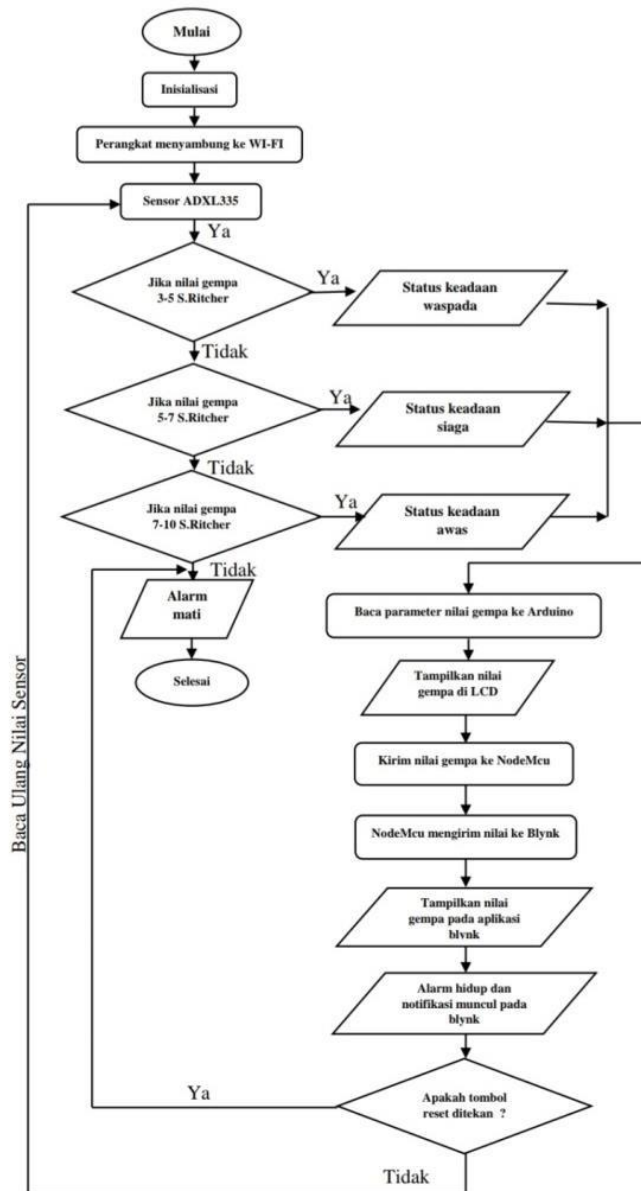 Mulai
Inisialisasi
Perangkat menyambung ke WI-FI
Sensor ADXL335
Ya
Jika nilai gempa
3-5 S.Ritcher
Ya
Status keadaan
waspada
Tidak
Jika nilai gempa
5-7 S.Ritcher
Ya
Status keadaan
siaga
Tidak
Jika nilai gempa
7-10 S.Ritcher
Ya
Status keadaan
awas
Tidak
Alarm
mati
Selesai
Baca parameter nilai gempa ke Arduino
Tampilkan nilai
gempa di LCD
Kirim nilai gempa ke NodeMcu
NodeMcu mengirim nilai ke Blynk
Tampilkan nilai
gempa pada aplikasi
blynk
Alarm hidup dan
notifikasi muncul pada
blynk
Apakah tombol
reset ditekan ?
Ya
Tidak
Baca Ulang Nilai Sensor